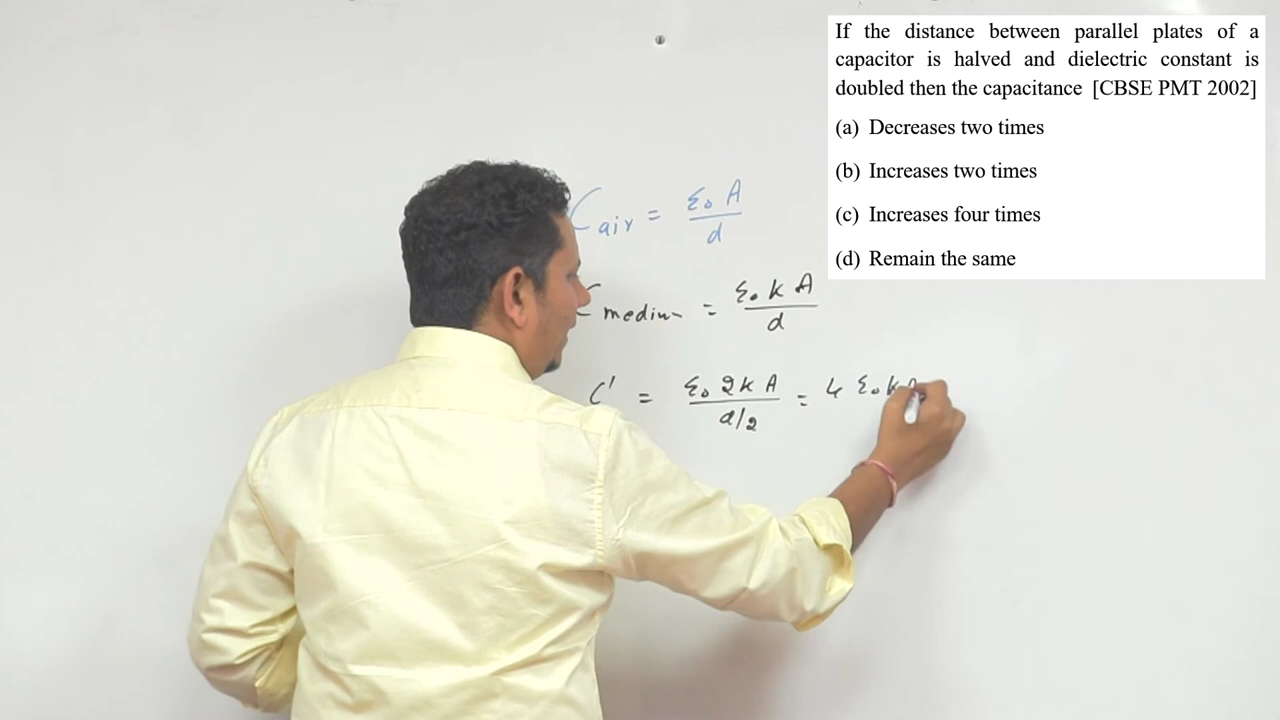 If the distance between parallel plates of a
capacitor is halved and dielectric constant is
doubled then the capacitance [CBSE PMT 2002]
(a) Decreases two times
(b) Increases two times
(c) Increases four times
(d) Remain the same
C air = ε₀ A / d
C medium = ε₀ k A / d
C' = ε₀ 2k A / d/2 = 4 ε₀ k